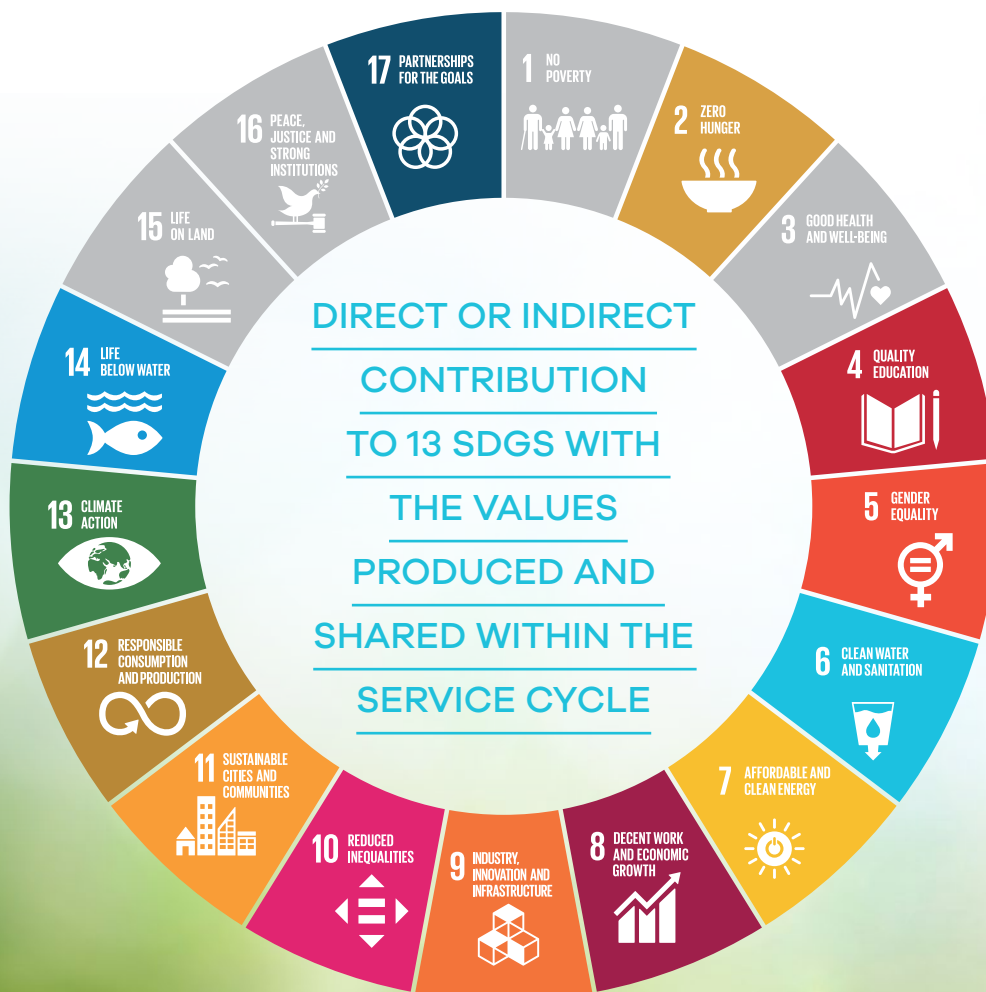 17 PARTNERSHIPS
FOR THE GOALS
1 NO
POVERTY
2 ZERO
HUNGER
3 GOOD HEALTH
AND WELL-BEING
4 QUALITY
EDUCATION
5 GENDER
EQUALITY
6 CLEAN WATER
AND SANITATION
7 AFFORDABLE AND
CLEAN ENERGY
8 DECENT WORK
AND ECONOMIC
GROWTH
9 INDUSTRY,
INNOVATION AND
INFRASTRUCTURE
10 REDUCED
INEQUALITIES
11 SUSTAINABLE
CITIES AND
COMMUNITIES
12 RESPONSIBLE
CONSUMPTION
AND PRODUCTION
13 CLIMATE
ACTION
14 LIFE
BELOW WATER
15 LIFE
ON LAND
16 PEACE,
JUSTICE AND
STRONG
INSTITUTIONS
DIRECT OR INDIRECT
CONTRIBUTION
TO 13 SDGS WITH
THE VALUES
PRODUCED AND
SHARED WITHIN THE
SERVICE CYCLE